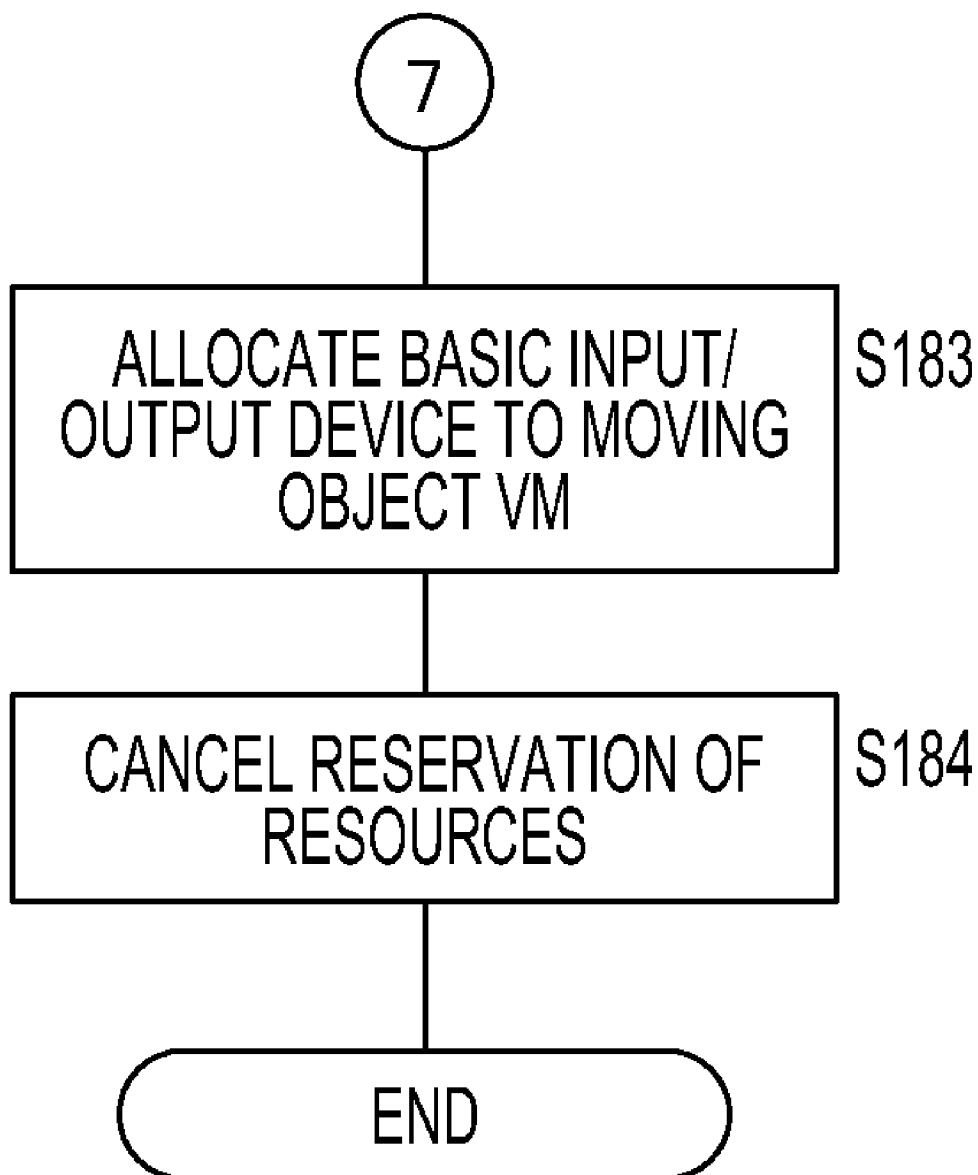 7
ALLOCATE BASIC INPUT/
OUTPUT DEVICE TO MOVING
OBJECT VM
S183
CANCEL RESERVATION OF
RESOURCES
S184
END